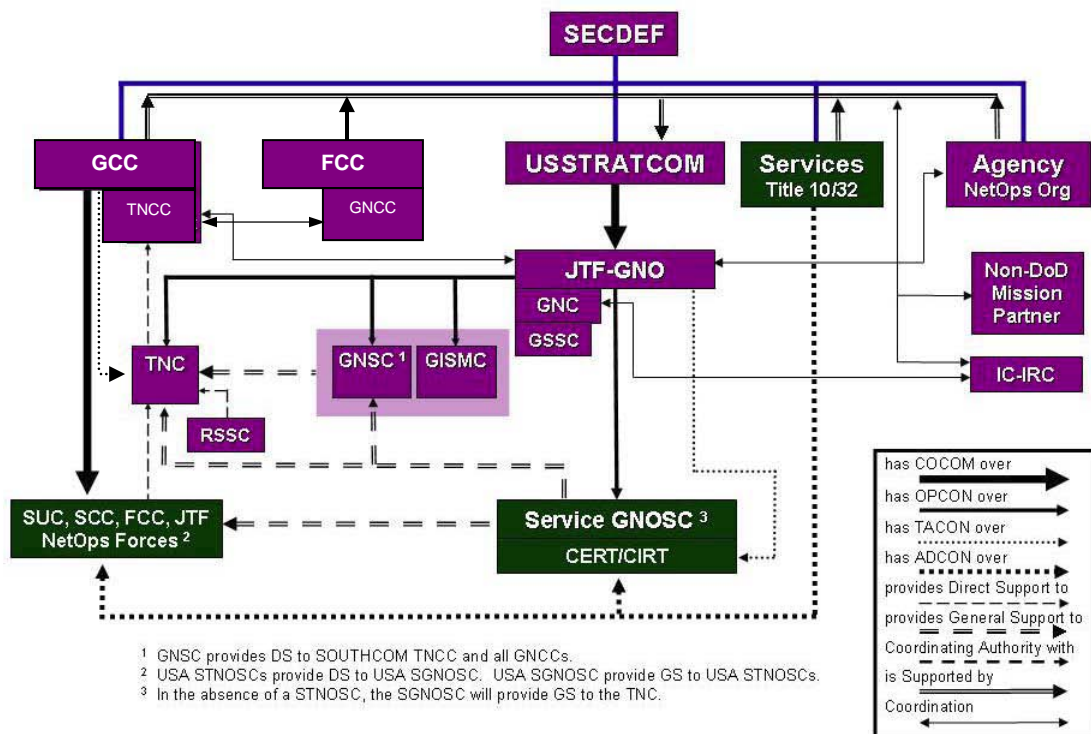 SECDEF
GCC
FCC
USSTRATCOM
Services
Title 10/32
Agency
NetOps Org
TNCC
GNCC
JTF-GNO
GNC
GSSC
Non-DoD
Mission
Partner
TNC
GNSC 1
GISMC
IC-IRC
RSSC
SUC, SCC, FCC, JTF
NetOps Forces 2
Service GNOSC 3
CERT/CIRT
has COCOM over
has OPCON over
has TACON over
has ADCON over
provides Direct Support to
provides General Support to
Coordinating Authority with
is Supported by
Coordination
1 GNSC provides DS to SOUTHCOM TNCC and all GNCCs.
2 USA STNOSCs provide DS to USA SGNOSC. USA SGNOSC provide GS to USA STNOSCs.
3 In the absence of a STNOSC, the SGNOSC will provide GS to the TNC.